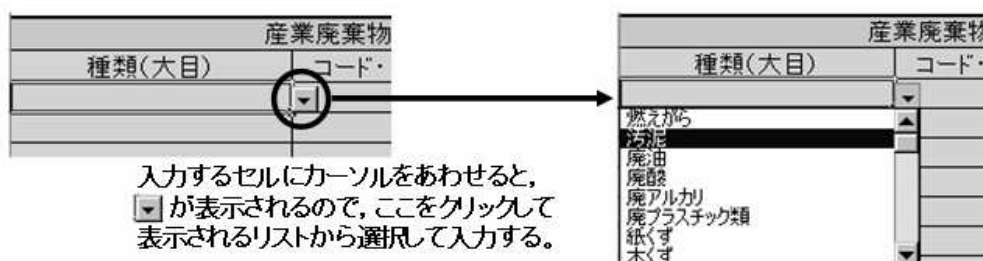 産業廃棄物
種類(大目)
コード・
入力するセルにカーソルをあわせると,
が表示されるので,ここをクリックして
表示されるリストから選択して入力する。
産業廃棄物
種類(大目)
コード・
燃えがら
汚泥
廃油
廃酸
廃アルカリ
廃プラスチック類
紙くず
木くず